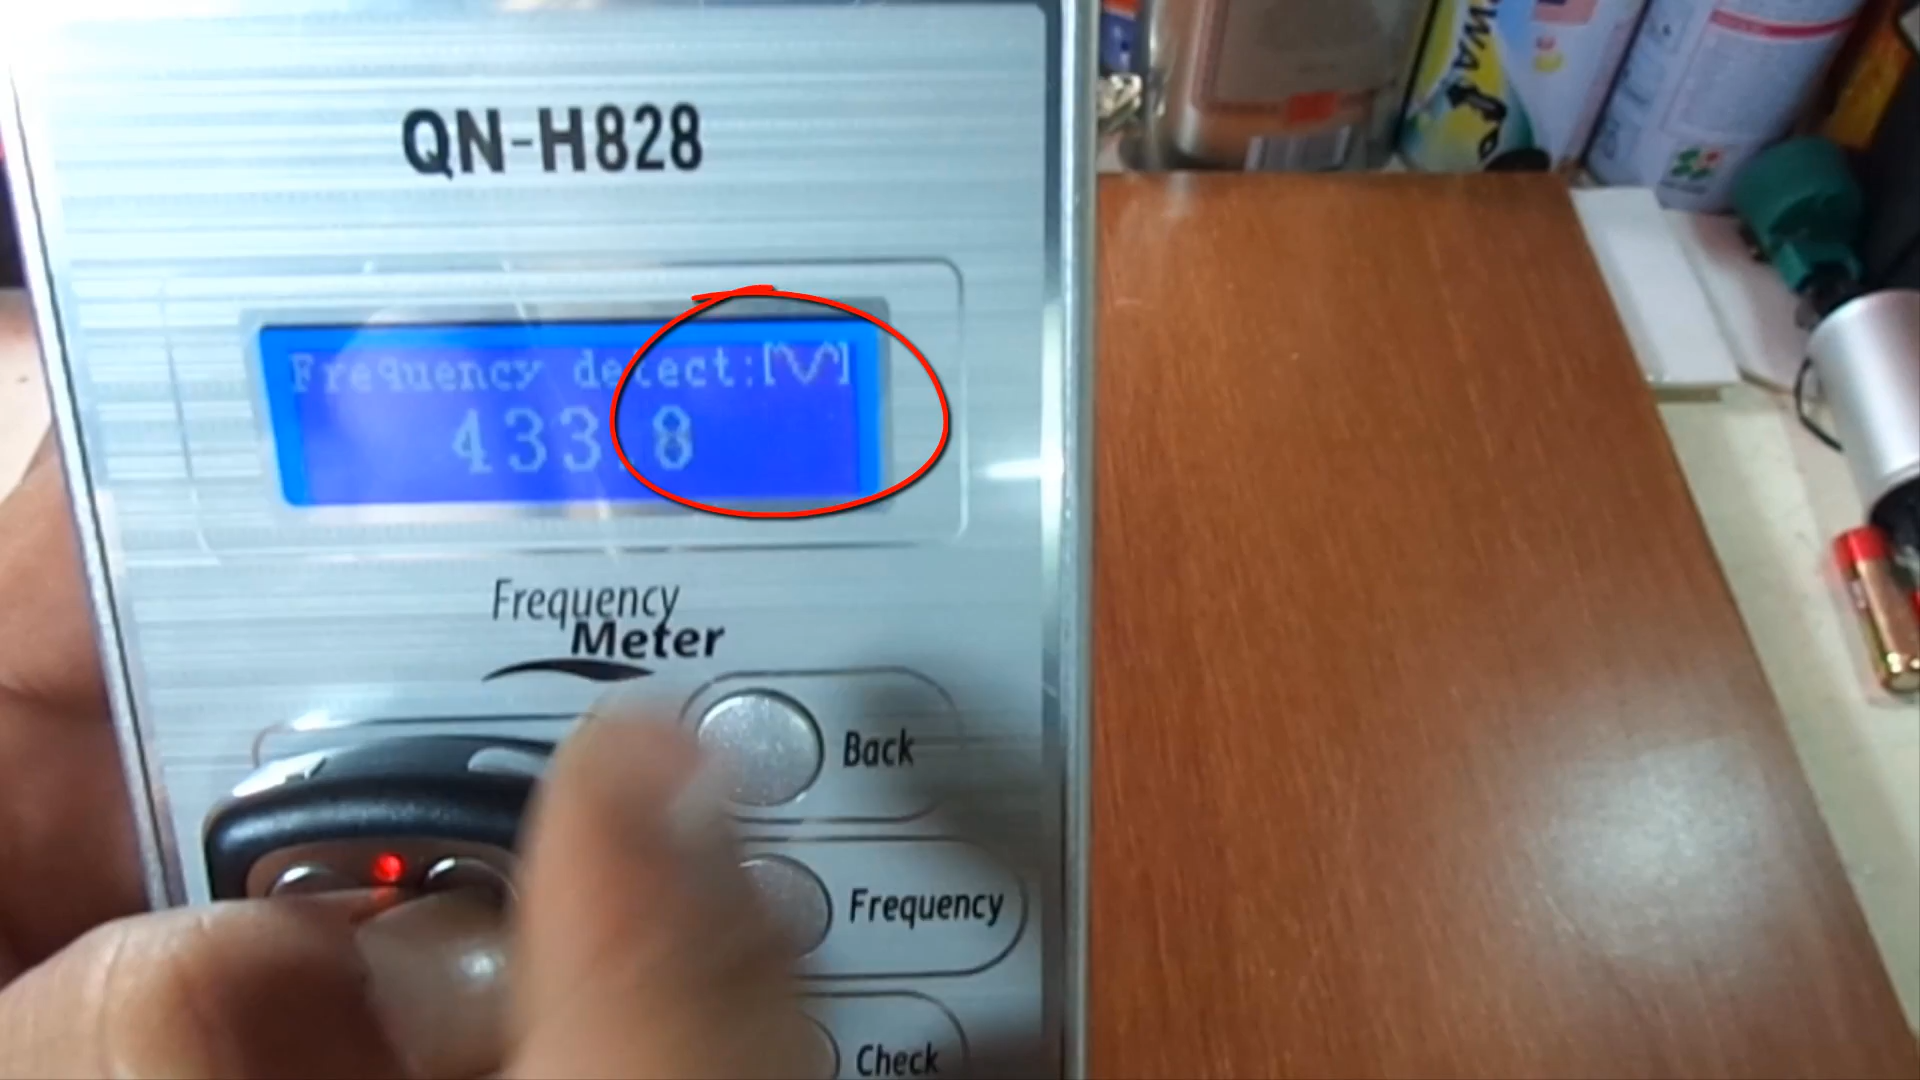 QN-H828
Frequency detect:[∿]
433.8
Frequency
Meter
Back
Frequency
Check